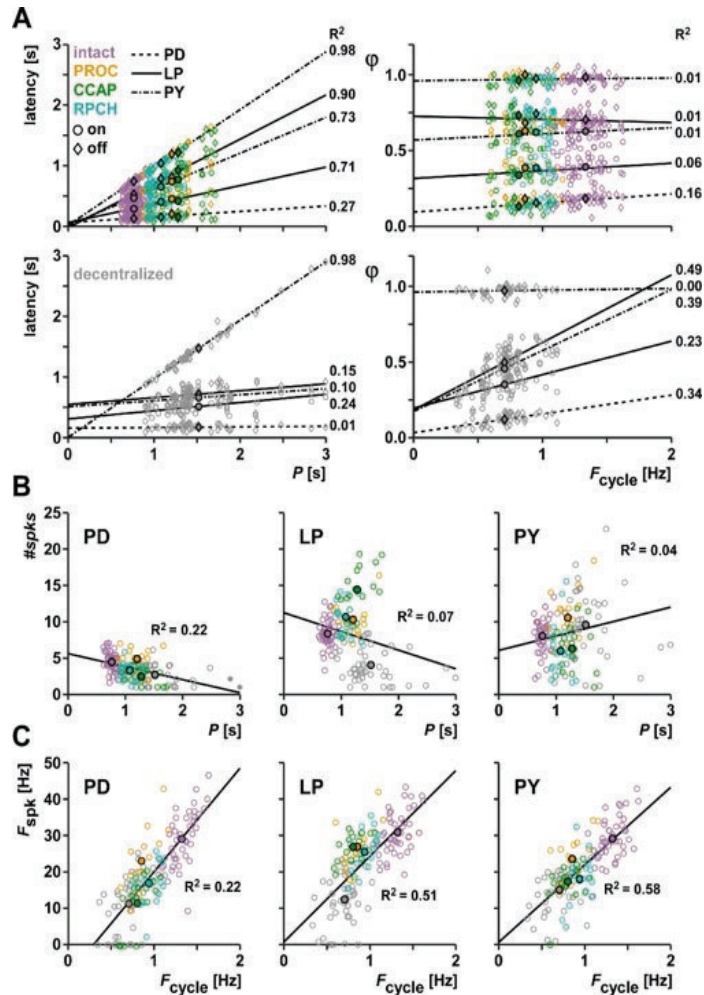 A
R²
R²
intact
PROC
CCAP
RPCH
on
off
PD
LP
PY
latency [s]
3
2
1
0
0.98
0.90
0.73
0.71
0.27
φ
1.0
0.5
0.0
0.01
0.01
0.01
0.06
0.16
decentralized
latency [s]
3
2
1
0
0.98
0.15
0.10
0.24
0.01
0 1 2 3
P [s]
φ
1.0
0.5
0.0
0.49
0.00
0.39
0.23
0.34
0 1 2
Fcycle [Hz]
B
#spks
25
20
15
10
5
0
PD
R² = 0.22
0 1 2 3
P [s]
LP
R² = 0.07
0 1 2 3
P [s]
PY
R² = 0.04
0 1 2 3
P [s]
C
Fspk [Hz]
50
40
30
20
10
0
PD
R² = 0.22
0 1 2
Fcycle [Hz]
LP
R² = 0.51
0 1 2
Fcycle [Hz]
PY
R² = 0.58
0 1 2
Fcycle [Hz]